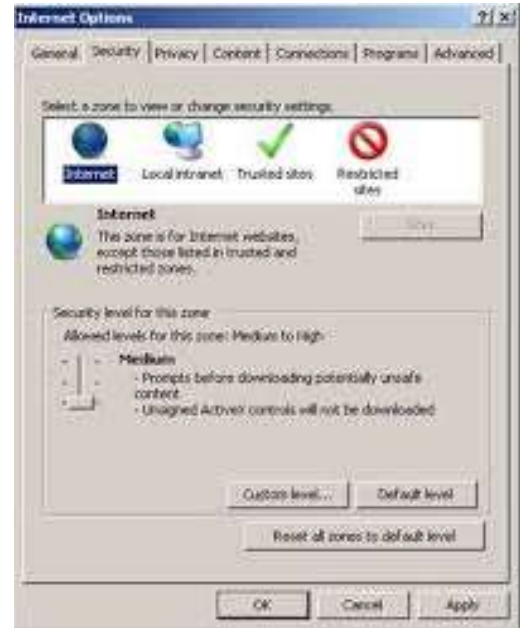 Internet Options
General Security Privacy Content Connections Programs Advanced
Select a zone to view or change security settings.
Internet Local intranet Trusted sites Restricted
sites
Internet
This zone is for Internet websites,
except those listed in trusted and
restricted zones.
Sites
Security level for this zone
Allowed levels for this zone: Medium to High
Medium
- Prompts before downloading potentially unsafe
content
- Unsigned ActiveX controls will not be downloaded
Custom level... Default level
Reset all zones to default level
OK Cancel Apply